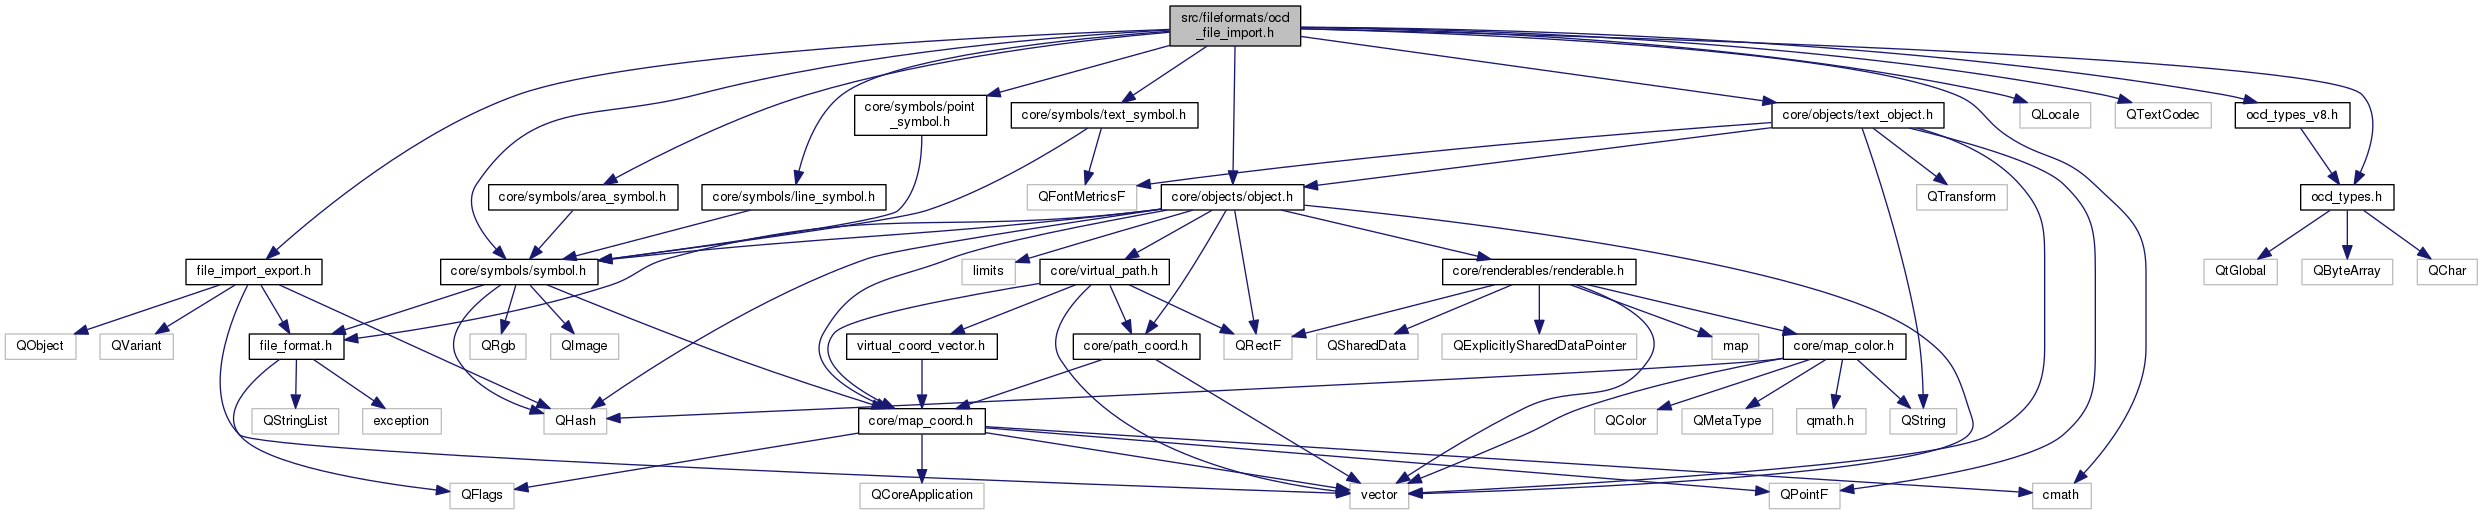 src/fileformats/ocd
_file_import.h
core/symbols/point
_symbol.h
core/symbols/text_symbol.h
core/objects/text_object.h
QLocale
QTextCodec
ocd_types_v8.h
core/symbols/area_symbol.h
core/symbols/line_symbol.h
QFontMetricsF
core/objects/object.h
QTransform
ocd_types.h
file_import_export.h
core/symbols/symbol.h
limits
core/virtual_path.h
core/renderables/renderable.h
QtGlobal
QByteArray
QChar
QObject
QVariant
file_format.h
QRgb
QImage
virtual_coord_vector.h
core/path_coord.h
QRectF
QSharedData
QExplicitlySharedDataPointer
map
core/map_color.h
QStringList
exception
QHash
core/map_coord.h
QColor
QMetaType
qmath.h
QString
QFlags
QCoreApplication
vector
QPointF
cmath